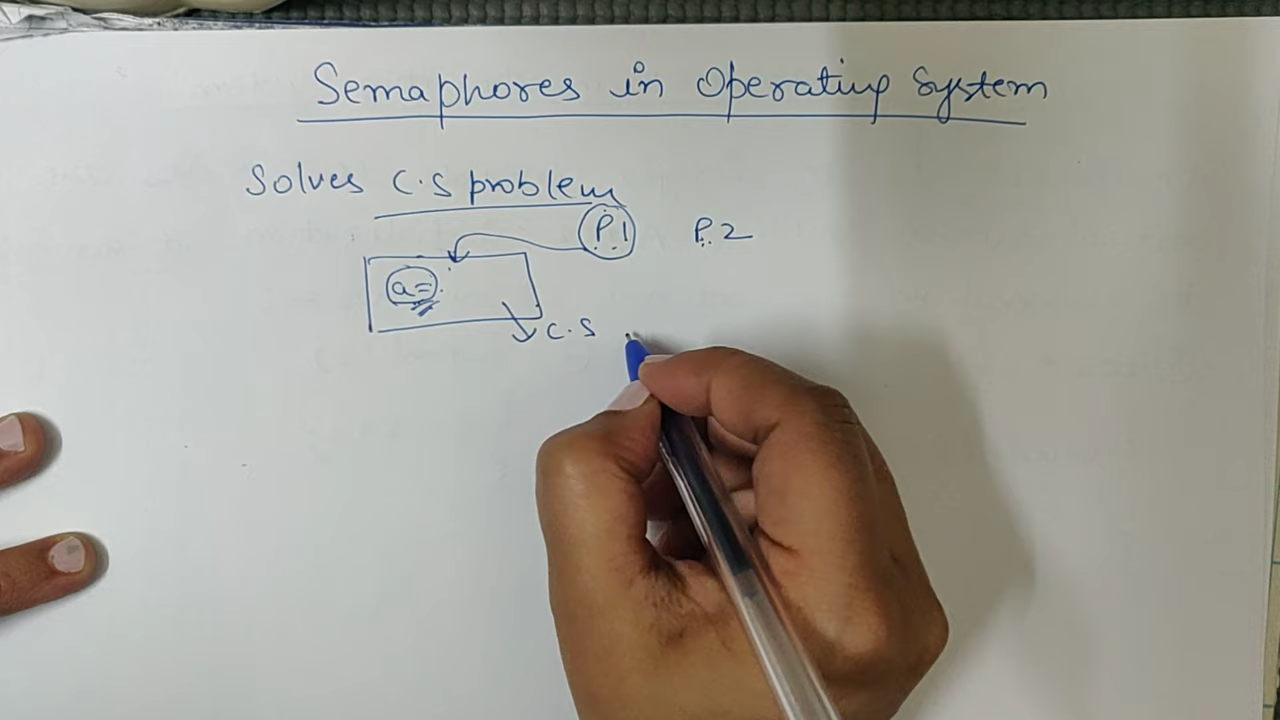 Semaphores in Operating System
Solves C.S problem
P.1 P.2
a=
C.S